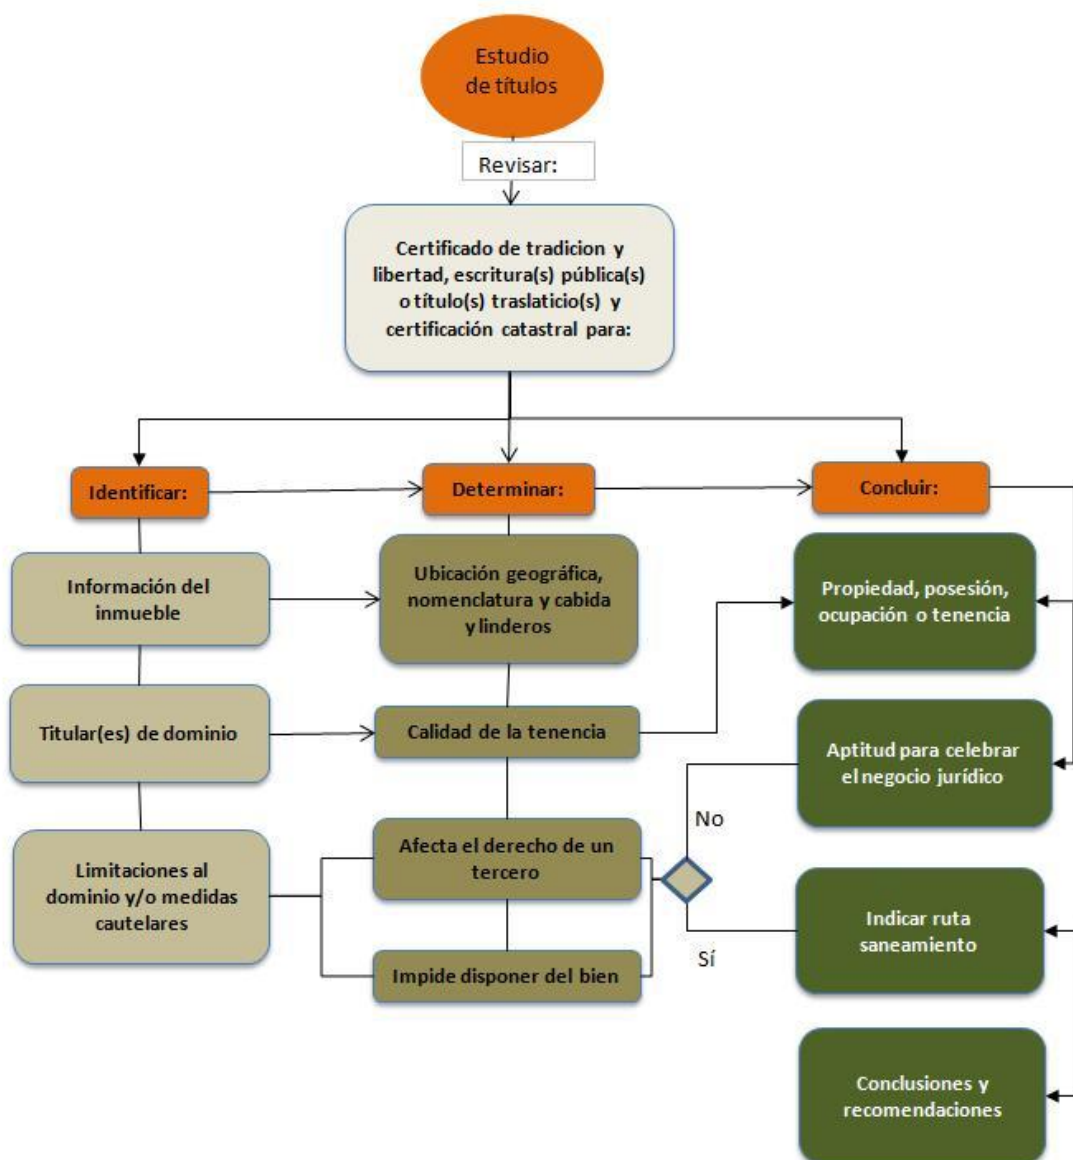 Estudio
de títulos
Revisar:
Certificado de tradicion y
libertad, escritura(s) pública(s)
o título(s) traslaticio(s) y
certificación catastral para:
Identificar:
Determinar:
Concluir:
Información del
inmueble
Ubicación geográfica,
nomenclatura y cabida
y linderos
Propiedad, posesión,
ocupación o tenencia
Titular(es) de dominio
Calidad de la tenencia
Aptitud para celebrar
el negocio jurídico
Limitaciones al
dominio y/o medidas
cautelares
Afecta el derecho de un
tercero
No
Impide disponer del bien
Sí
Indicar ruta
saneamiento
Conclusiones y
recomendaciones